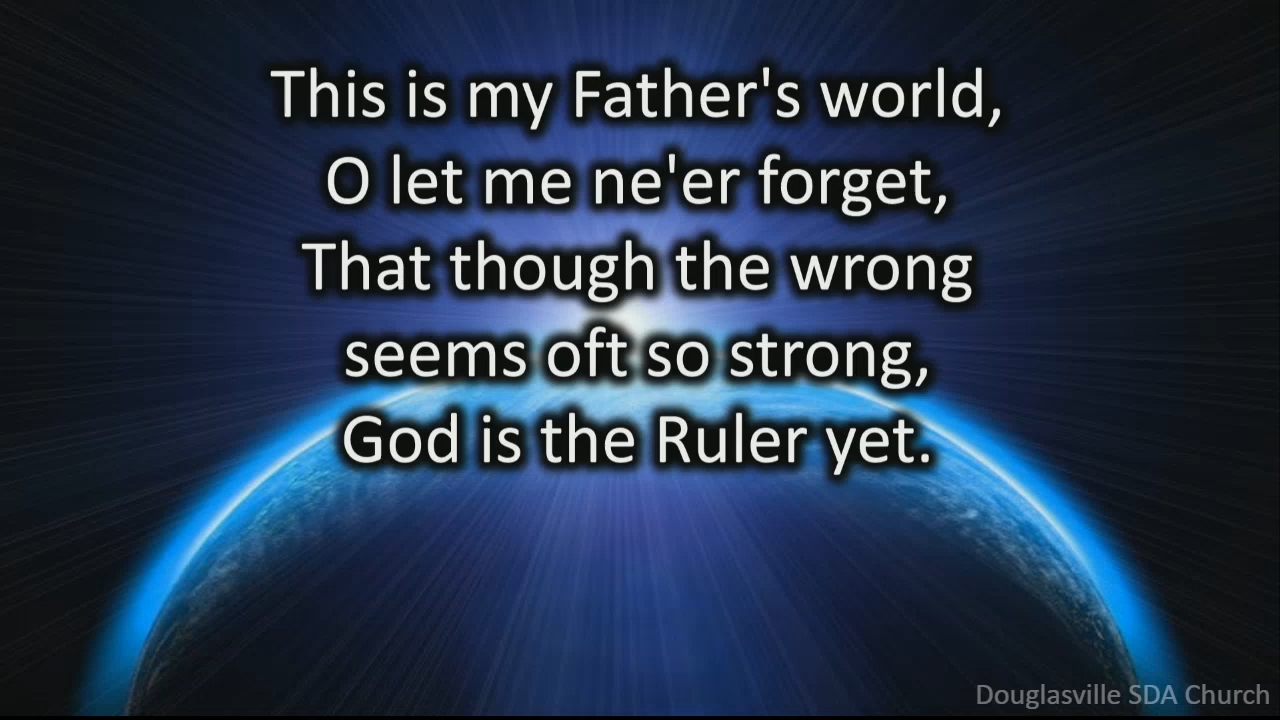 This is my Father's world,
O let me ne'er forget,
That though the wrong
seems oft so strong,
God is the Ruler yet.
Douglasville SDA Church